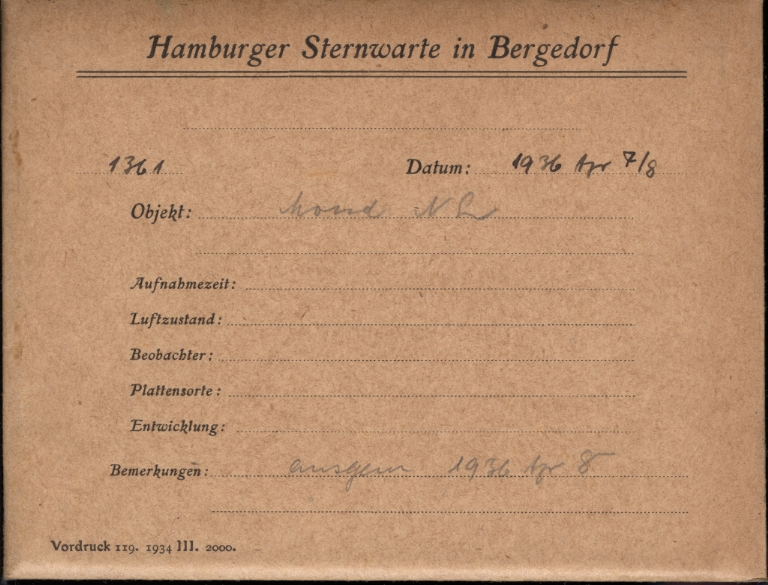 Hamburger Sternwarte in Bergedorf
1361 Datum: 1936 Apr 7/8
Objekt: Mond
Aufnahmezeit:
Luftzustand:
Beobachter:
Plattensorte:
Entwicklung:
Bemerkungen: ausgem 1936 Apr 8
Vordruck 119. 1934 III. 2000.